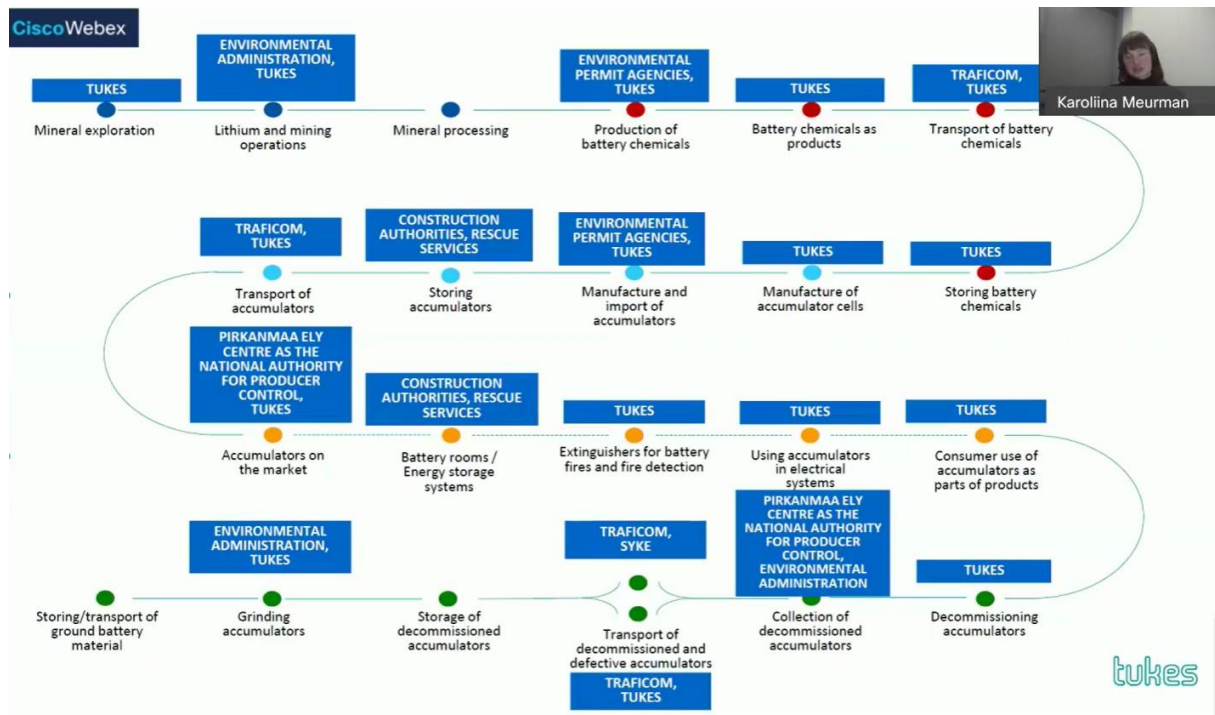 CiscoWebex
Karoliina Meurman
TUKES
ENVIRONMENTAL
ADMINISTRATION,
TUKES
ENVIRONMENTAL
PERMIT AGENCIES,
TUKES
TUKES
TRAFICOM,
TUKES
Mineral exploration
Lithium and mining
operations
Mineral processing
Production of
battery chemicals
Battery chemicals as
products
Transport of battery
chemicals
TRAFICOM,
TUKES
CONSTRUCTION
AUTHORITIES, RESCUE
SERVICES
ENVIRONMENTAL
PERMIT AGENCIES,
TUKES
TUKES
TUKES
Transport of
accumulators
Storing
accumulators
Manufacture and
import of
accumulators
Manufacture of
accumulator cells
Storing battery
chemicals
PIRKANMAA ELY
CENTRE AS THE
NATIONAL AUTHORITY
FOR PRODUCER
CONTROL,
TUKES
CONSTRUCTION
AUTHORITIES, RESCUE
SERVICES
TUKES
TUKES
TUKES
Accumulators on
the market
Battery rooms /
Energy storage
systems
Extinguishers for battery
fires and fire detection
Using accumulators
in electrical
systems
Consumer use of
accumulators as
parts of products
ENVIRONMENTAL
ADMINISTRATION,
TUKES
TRAFICOM,
SYKE
PIRKANMAA ELY
CENTRE AS THE
NATIONAL AUTHORITY
FOR PRODUCER
CONTROL,
ENVIRONMENTAL
ADMINISTRATION
TUKES
Storing/transport of
ground battery
material
Grinding
accumulators
Storage of
decommissioned
accumulators
Transport of
decommissioned and
defective accumulators
TRAFICOM,
TUKES
Collection of
decommissioned
accumulators
Decommissioning
accumulators
tukes